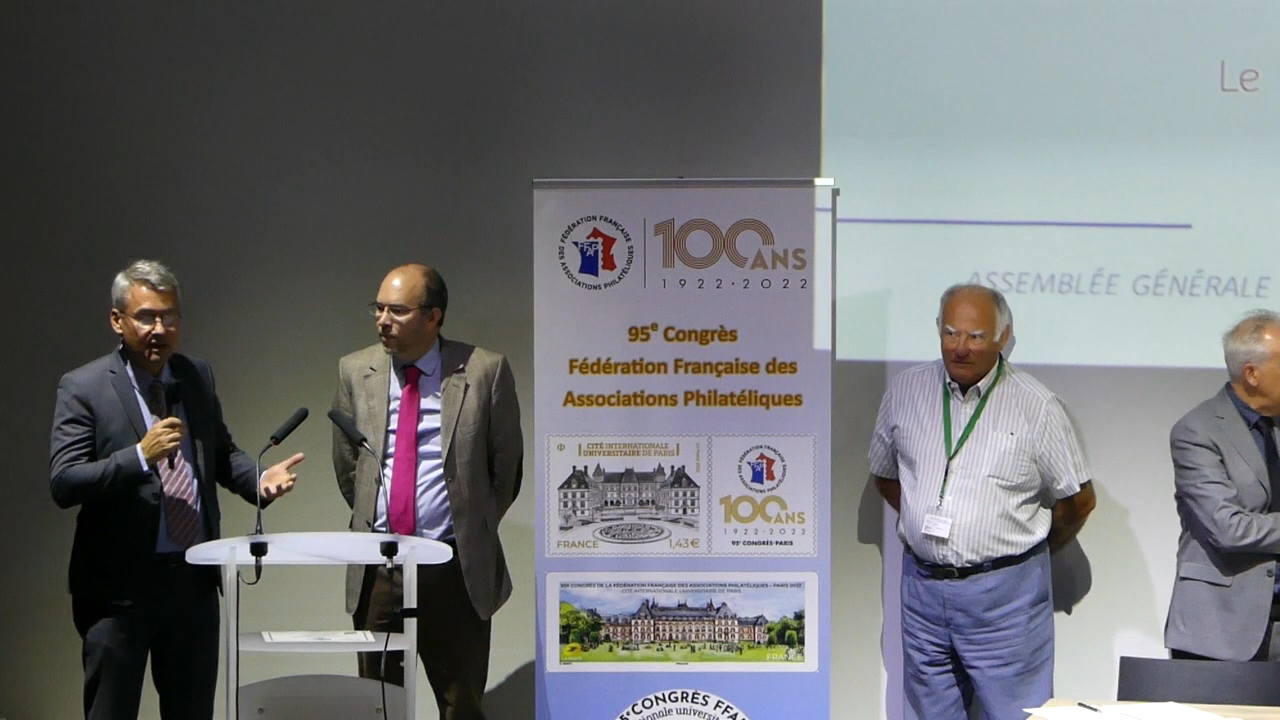 FÉDÉRATION FRANÇAISE
DES ASSOCIATIONS PHILATÉLIQUES
FFAP
100 ANS
1922·2022
95e Congrès
Fédération Française des
Associations Philatéliques
CITÉ INTERNATIONALE
UNIVERSITAIRE DE PARIS
FRANCE
1,43€
100 ANS
1922·2022
95e CONGRÈS·PARIS
95e CONGRÈS DE LA FÉDÉRATION FRANÇAISE DES ASSOCIATIONS PHILATÉLIQUES – PARIS 2022
CITÉ INTERNATIONALE UNIVERSITAIRE DE PARIS
FRANCE
CONGRÈS FFAP
Le
ASSEMBLÉE GÉNÉRALE